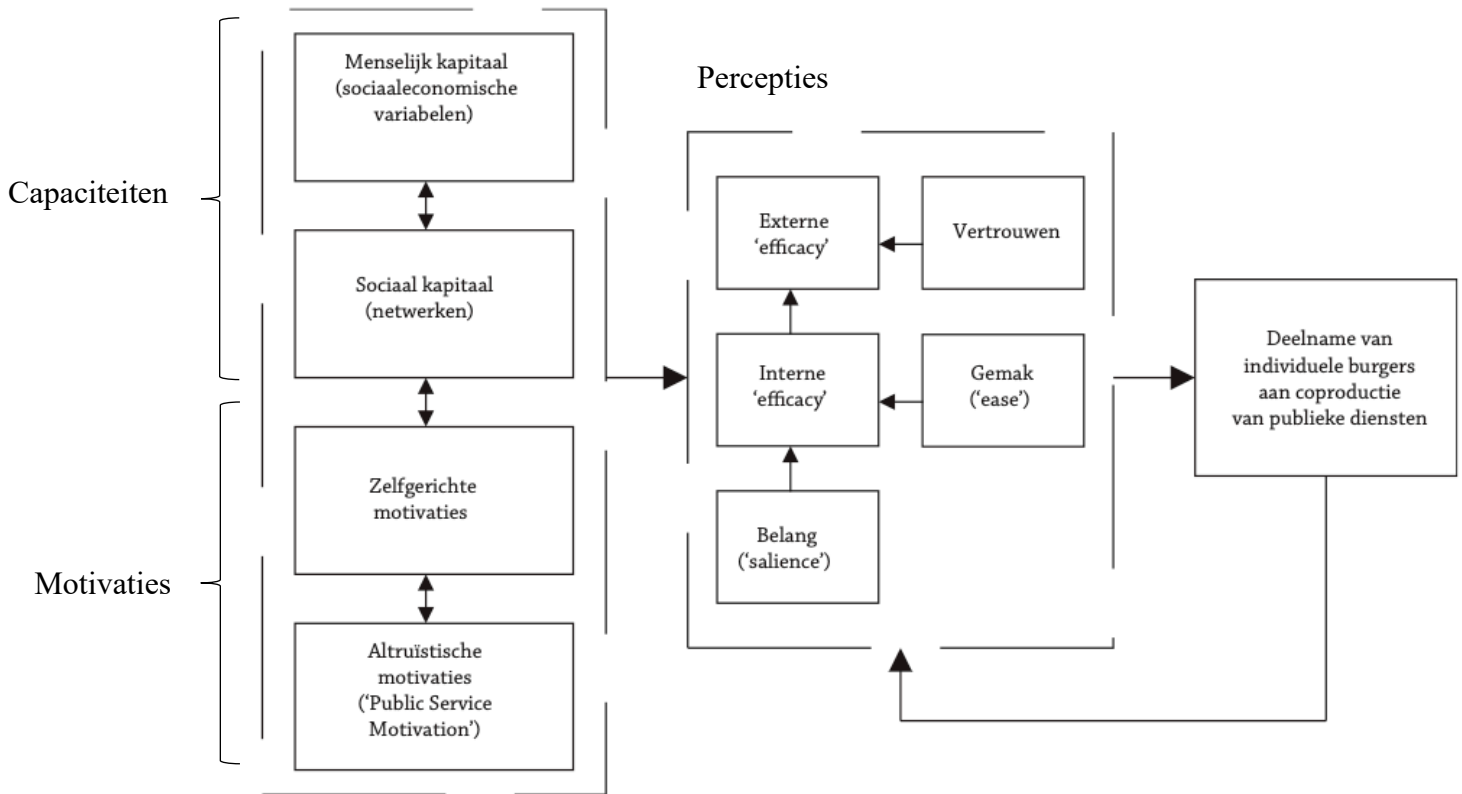 Capaciteiten
Menselijk kapitaal
(sociaaleconomische
variabelen)
Sociaal kapitaal
(netwerken)
Motivaties
Zelfgerichte
motivaties
Altruïstische
motivaties
(‘Public Service
Motivation’)
Percepties
Externe
‘efficacy’
Vertrouwen
Interne
‘efficacy’
Gemak
(‘ease’)
Belang
(‘salience’)
Deelname van
individuele burgers
aan coproductie
van publieke diensten